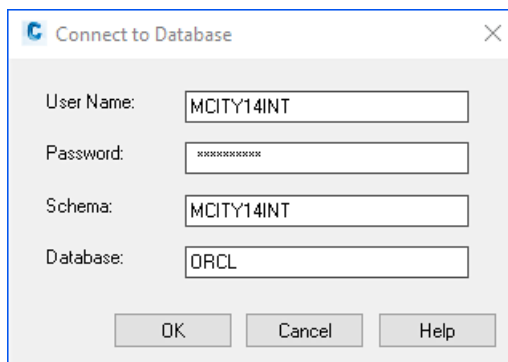 Connect to Database
User Name: MCITY14INT
Password: **********
Schema: MCITY14INT
Database: ORCL
OK Cancel Help